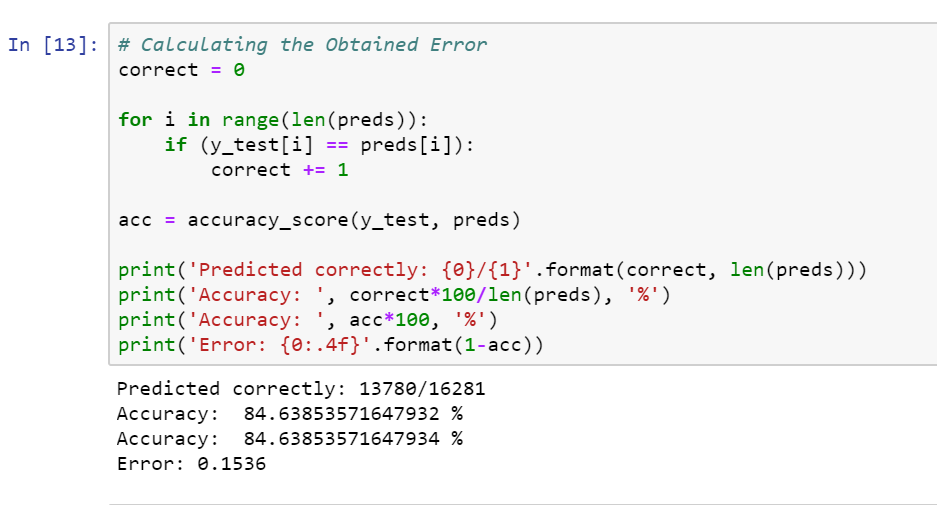 In [13]: # Calculating the Obtained Error
correct = 0
for i in range(len(preds)):
if (y_test[i] == preds[i]):
correct += 1
acc = accuracy_score(y_test, preds)
print('Predicted correctly: {0}/{1}'.format(correct, len(preds)))
print('Accuracy: ', correct*100/len(preds), '%')
print('Accuracy: ', acc*100, '%')
print('Error: {0:.4f}'.format(1-acc))
Predicted correctly: 13780/16281
Accuracy:  84.63853571647932 %
Accuracy:  84.63853571647934 %
Error: 0.1536